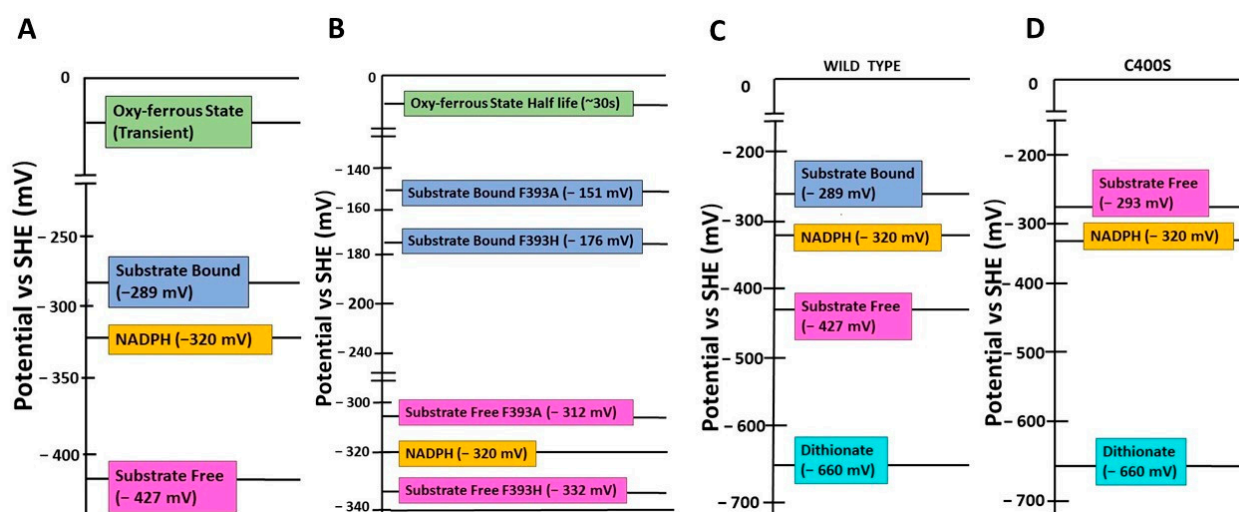 A
0
Oxy-ferrous State
(Transient)
Potential vs SHE (mV)
− 250
Substrate Bound
(−289 mV)
− 300
NADPH (−320 mV)
− 350
− 400
Substrate Free
(− 427 mV)
B
0
Oxy-ferrous State Half life (~30s)
Potential vs SHE (mV)
− 140
Substrate Bound F393A (− 151 mV)
− 160
Substrate Bound F393H (− 176 mV)
− 180
− 200
− 240
− 300
Substrate Free F393A (− 312 mV)
NADPH (− 320 mV)
− 320
Substrate Free F393H (− 332 mV)
− 340
C
WILD TYPE
0
Potential vs SHE (mV)
− 200
Substrate Bound
(− 289 mV)
− 300
NADPH (− 320 mV)
− 400
Substrate Free
(− 427 mV)
− 500
− 600
Dithionate
(− 660 mV)
− 700
D
C400S
0
Potential vs SHE (mV)
− 200
Substrate Free
(− 293 mV)
− 300
NADPH (− 320 mV)
− 400
− 500
− 600
Dithionate
(− 660 mV)
− 700